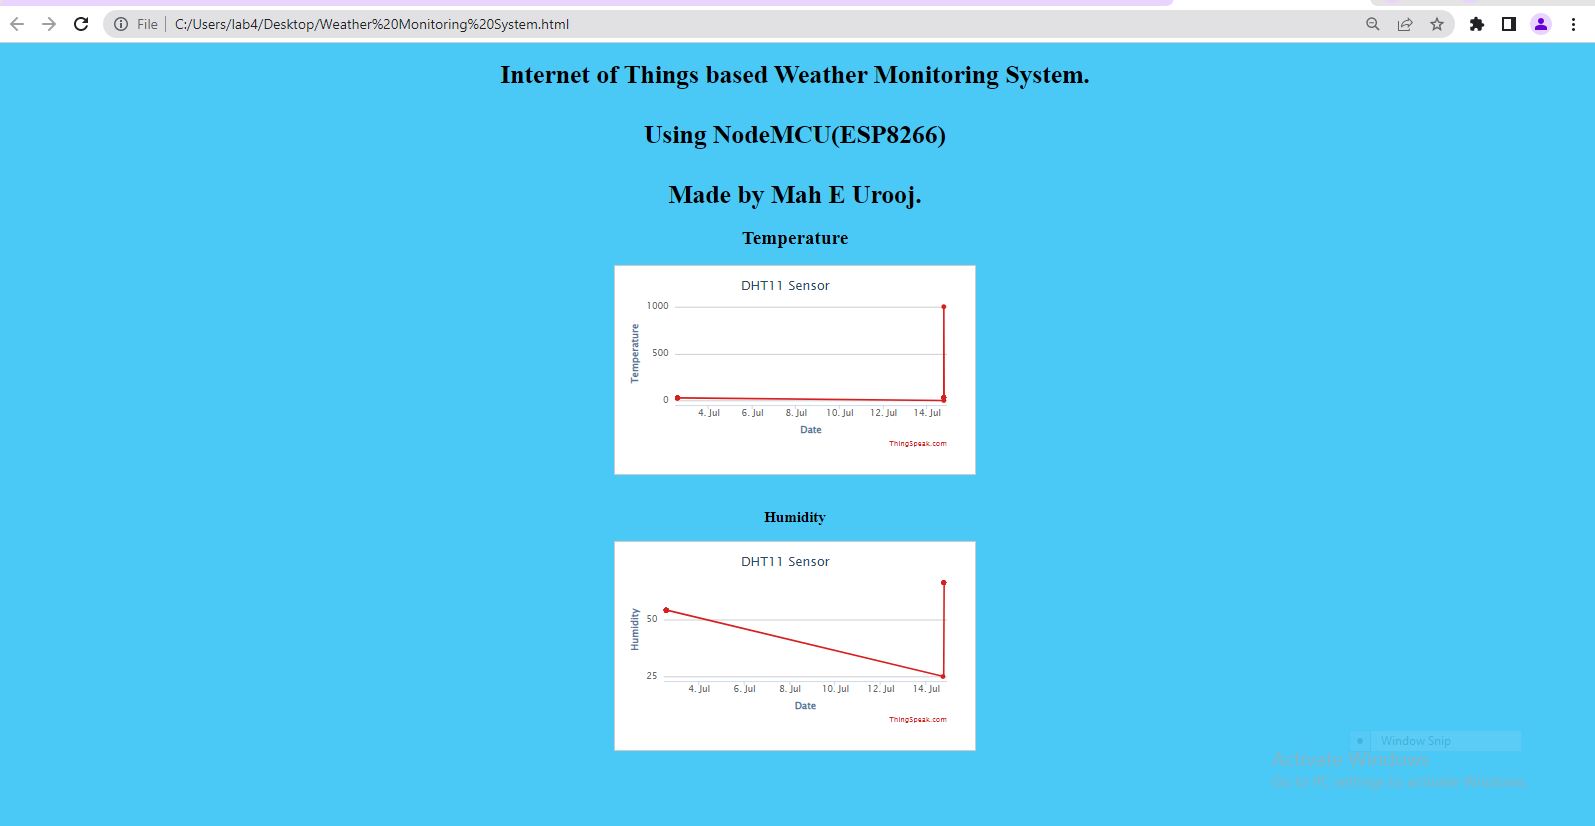 File C:/Users/lab4/Desktop/Weather%20Monitoring%20System.html
Internet of Things based Weather Monitoring System.
Using NodeMCU(ESP8266)
Made by Mah E Urooj.
Temperature
DHT11 Sensor
1000
Temperature
500
0
4. Jul 6. Jul 8. Jul 10. Jul 12. Jul 14. Jul
Date
ThingSpeak.com
Humidity
DHT11 Sensor
Humidity
50
25
4. Jul 6. Jul 8. Jul 10. Jul 12. Jul 14. Jul
Date
ThingSpeak.com
Window Snip
Activate Windows
Go to PC settings to activate Windows.